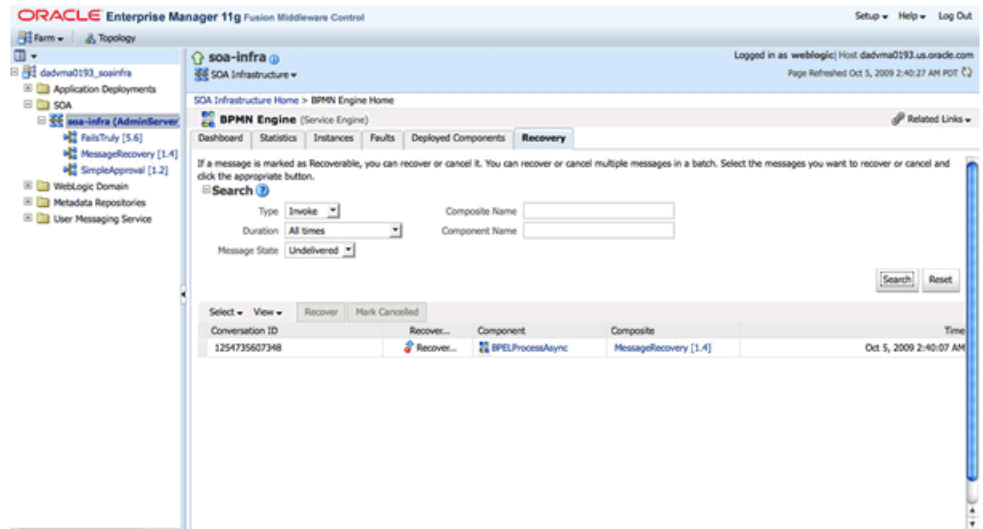 ORACLE Enterprise Manager 11g Fusion Middleware Control
Setup Help Log Out
Farm Topology
dadvma0193_soainfra
Application Deployments
SOA
soa-infra (AdminServer
FailsTruly [5.6]
MessageRecovery [1.4]
SimpleApproval [1.2]
WebLogic Domain
Metadata Repositories
User Messaging Service
soa-infra
Logged in as weblogic| Host dadvma0193.us.oracle.com
SOA Infrastructure
Page Refreshed Oct 5, 2009 2:40:27 AM PDT
SOA Infrastructure Home > BPMN Engine Home
BPMN Engine (Service Engine)
Related Links
Dashboard Statistics Instances Faults Deployed Components Recovery
If a message is marked as Recoverable, you can recover or cancel it. You can recover or cancel multiple messages in a batch. Select the messages you want to recover or cancel and
click the appropriate button.
Search
Type Invoke Composite Name
Duration All times Component Name
Message State Undelivered
Search Reset
Select View Recover Mark Cancelled
Conversation ID Recover... Component Composite Time
1254735607348 Recover... BPELProcessAsync MessageRecovery [1.4] Oct 5, 2009 2:40:07 AM